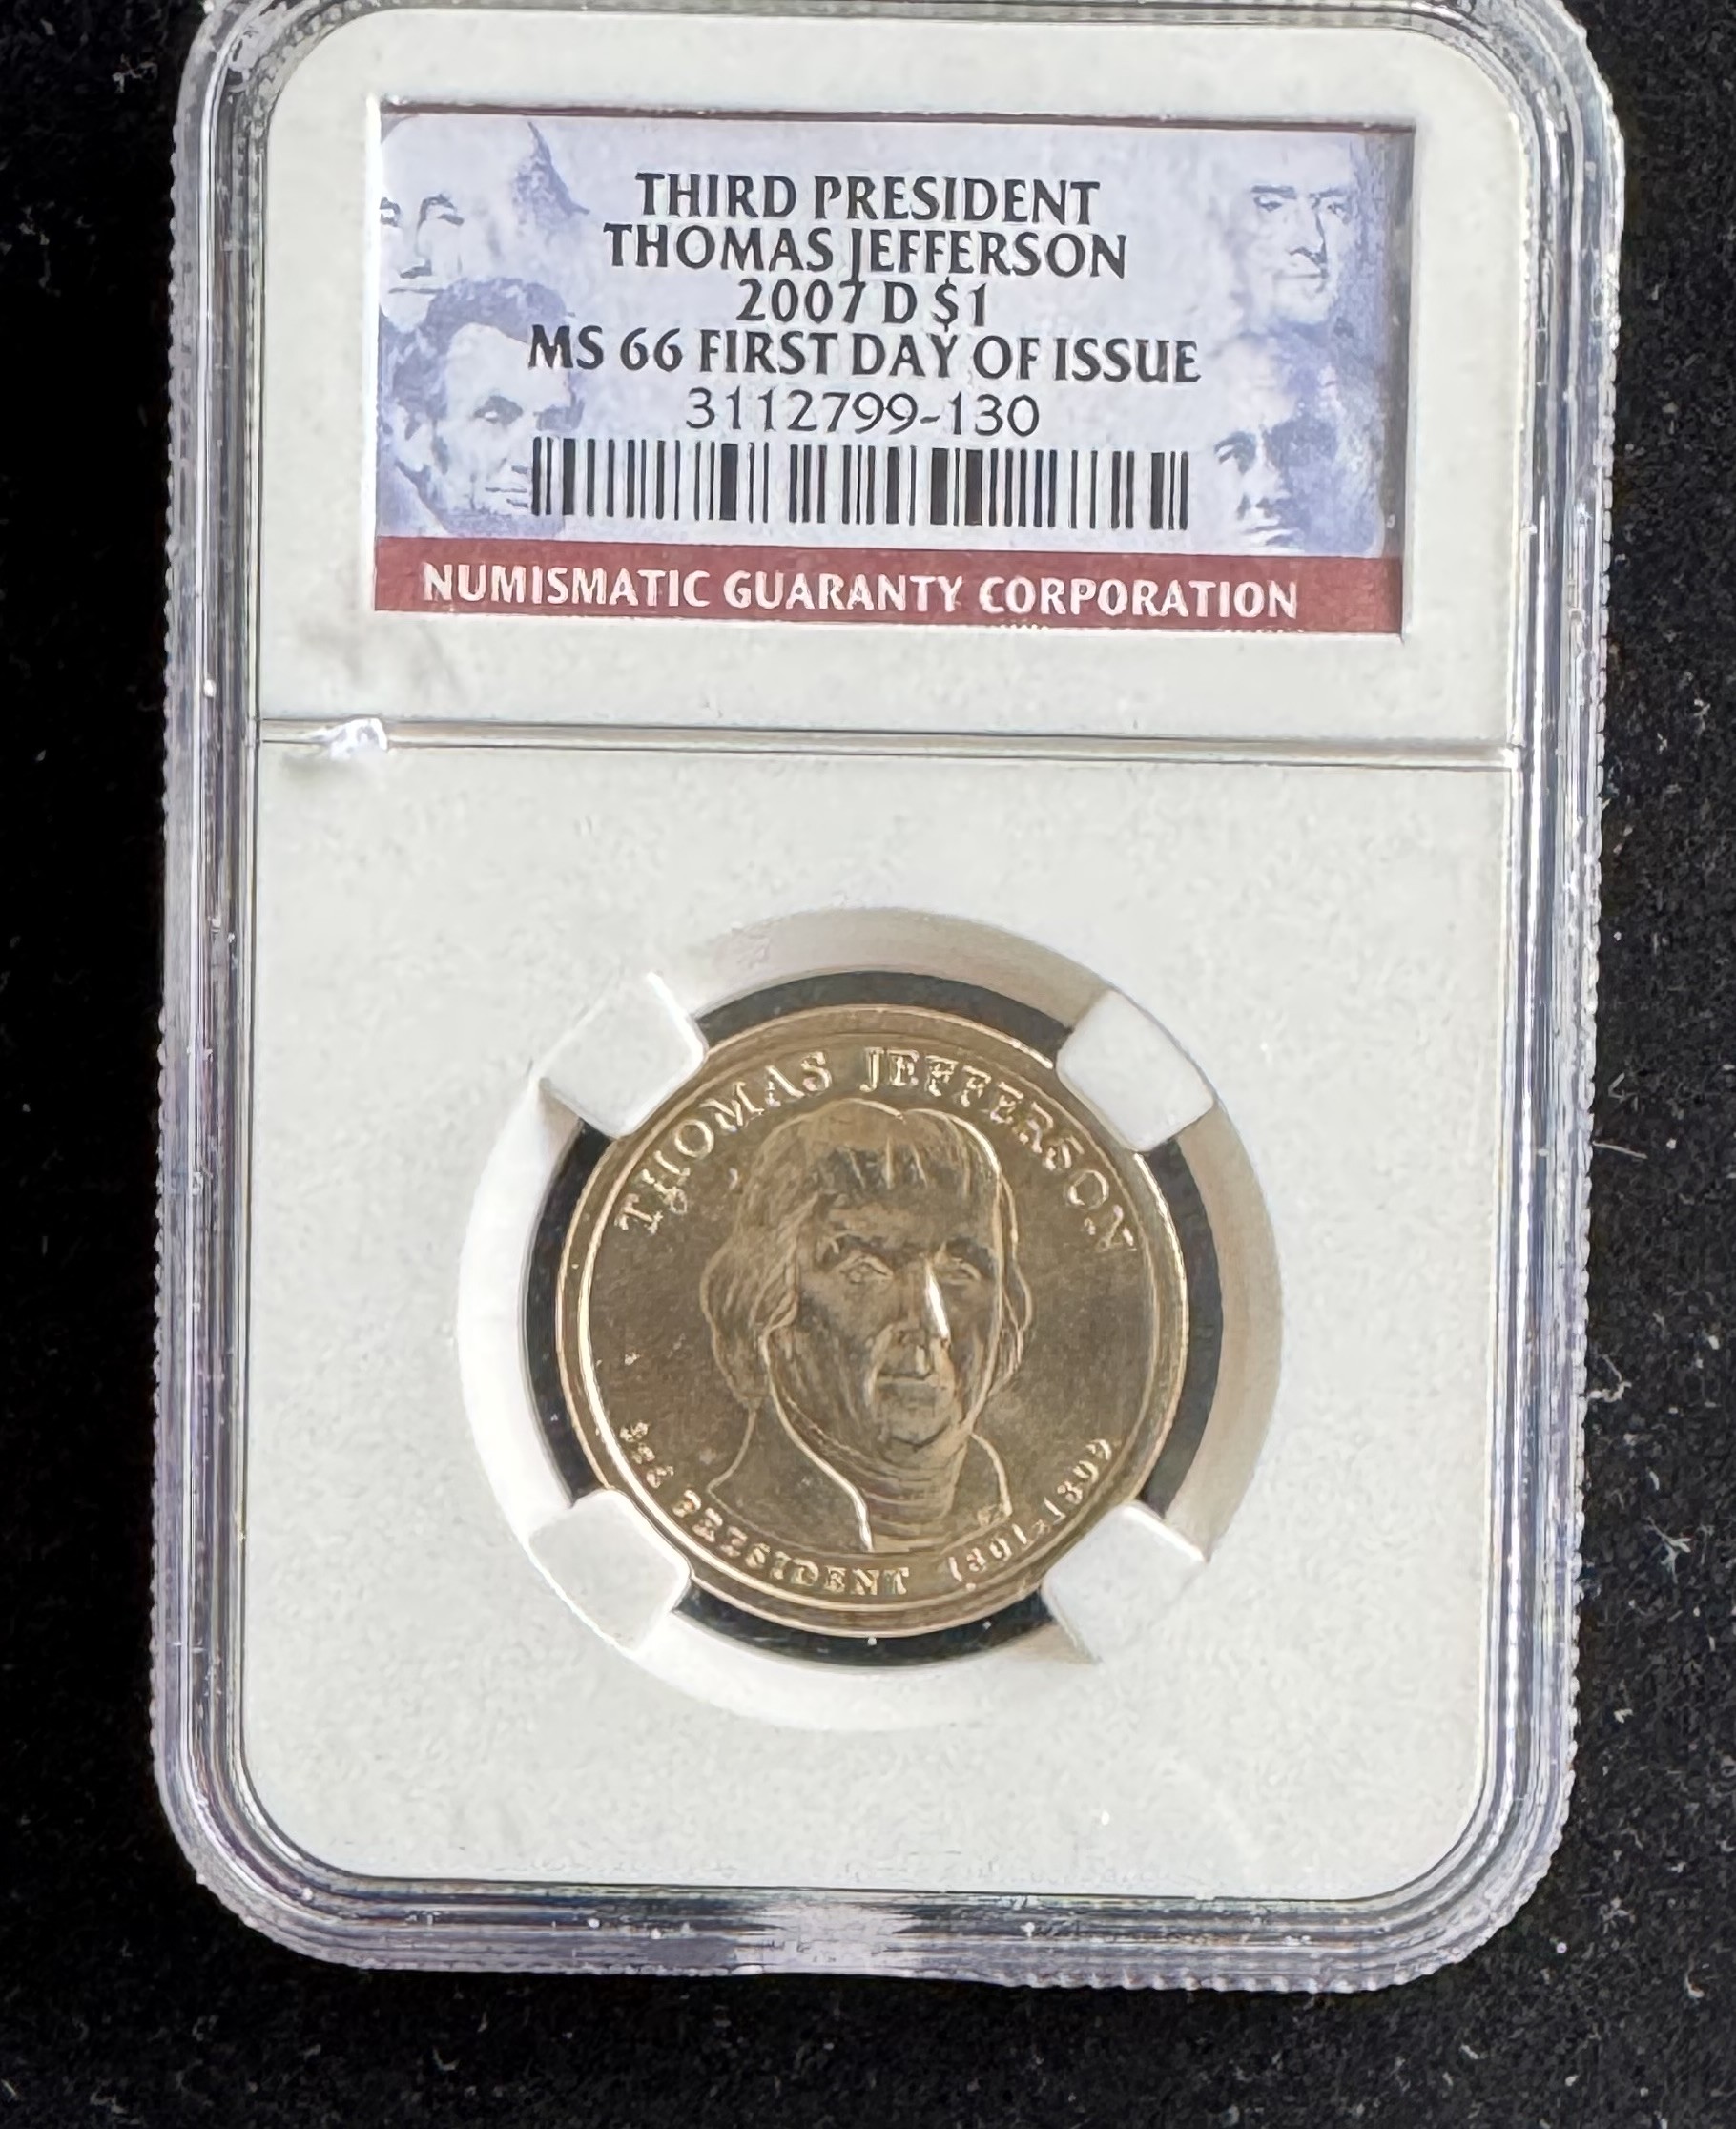 THIRD PRESIDENT
THOMAS JEFFERSON
2007 D $1
MS 66 FIRST DAY OF ISSUE
3112799-130
NUMISMATIC GUARANTY CORPORATION
THOMAS JEFFERSON
3rd PRESIDENT 1801-1809